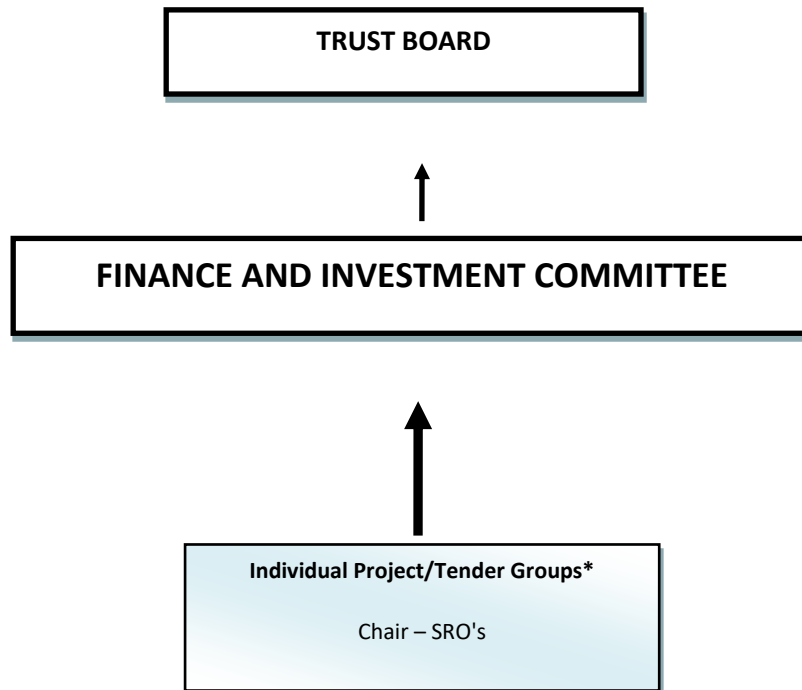 TRUST BOARD
FINANCE AND INVESTMENT COMMITTEE
Individual Project/Tender Groups*
Chair – SRO's